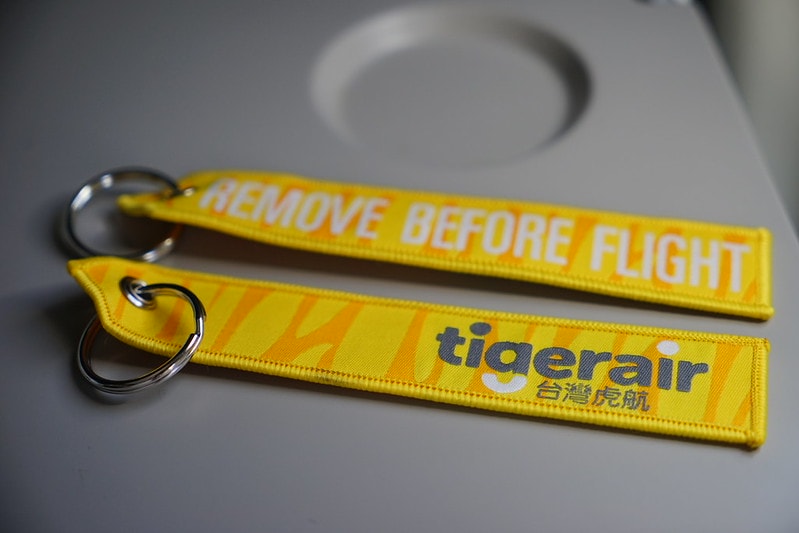 REMOVE BEFORE FLIGHT
tigerair
台灣虎航